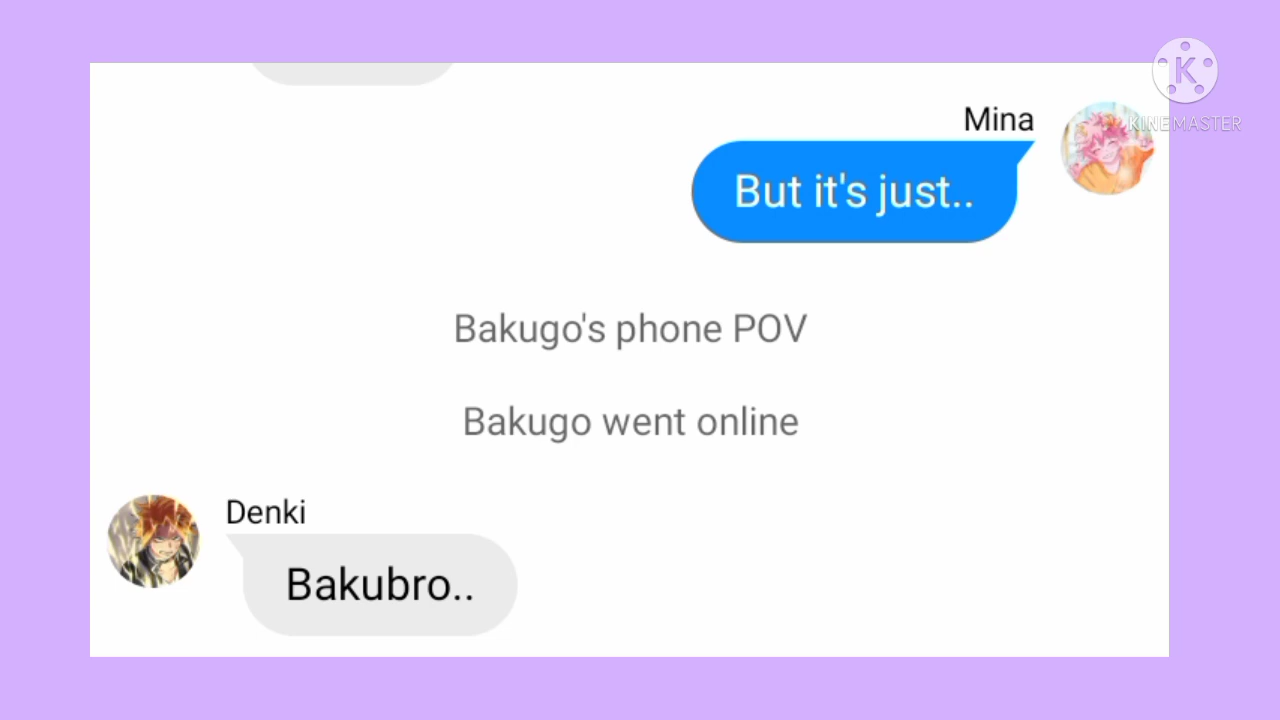 K
KINEMASTER
Mina
But it's just..
Bakugo's phone POV
Bakugo went online
Denki
Bakubro..